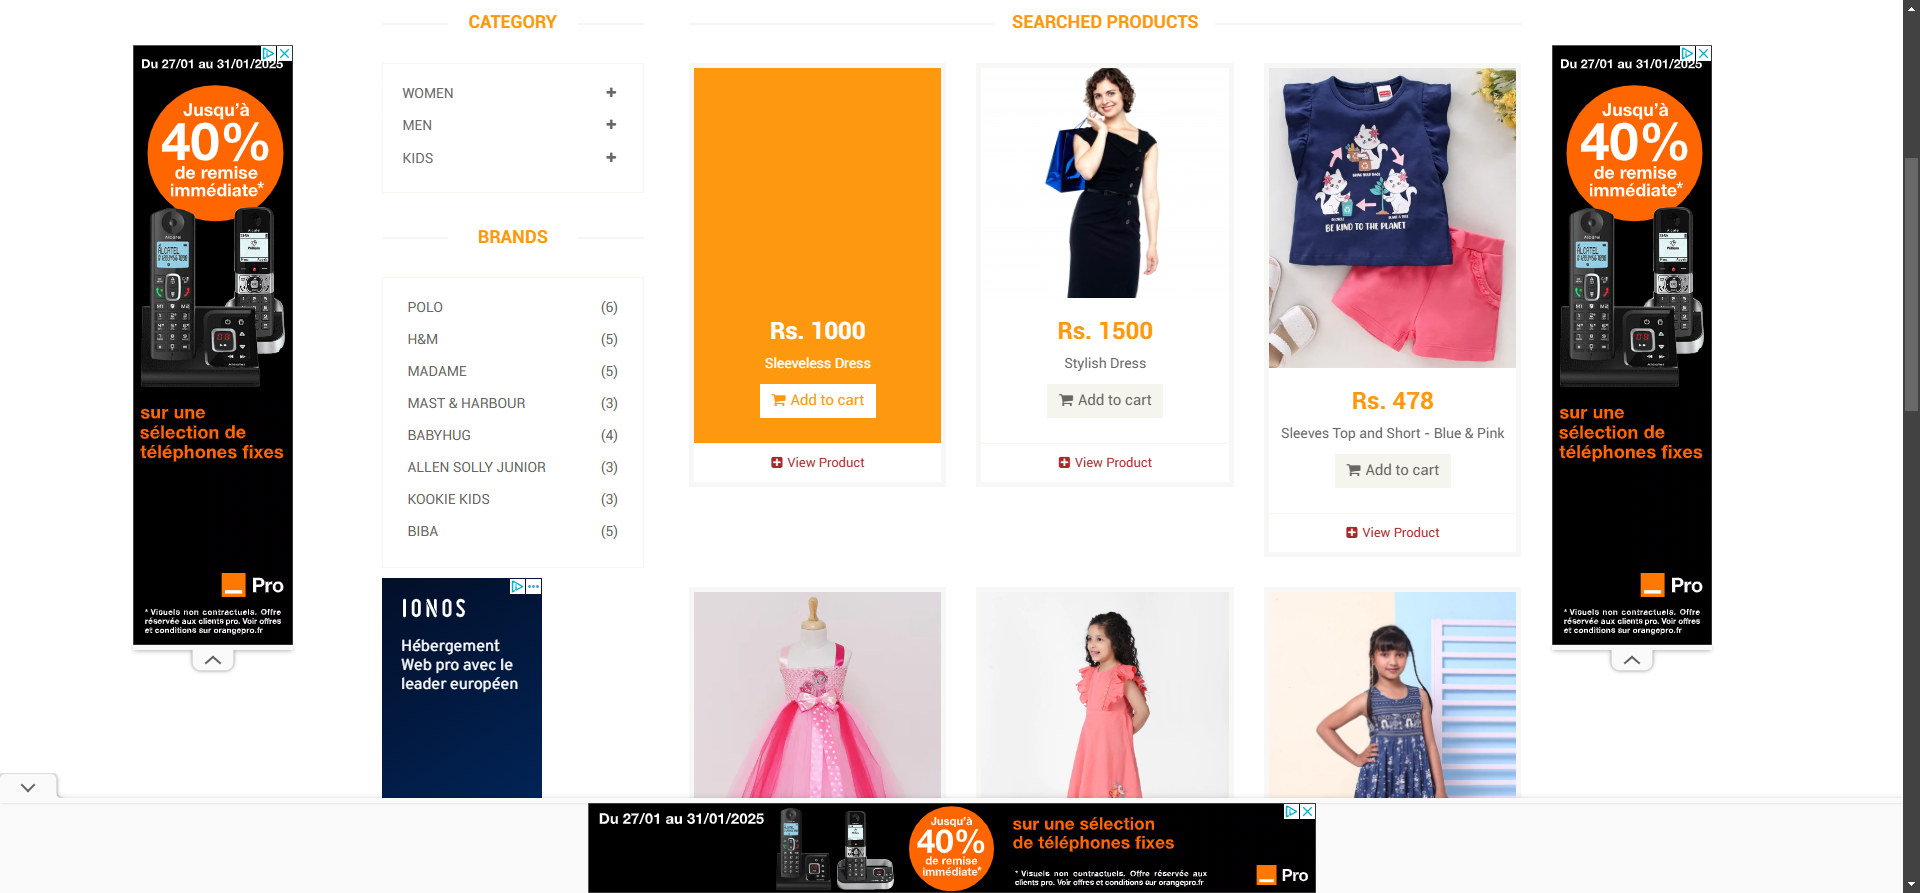 CATEGORY
SEARCHED PRODUCTS
Du 27/01 au 31/01/2025
Jusqu'à
40%
de remise
immédiate*
sur une
sélection de
téléphones fixes
Pro
* Visuels non contractuels. Offre
réservée aux clients pro. Voir offres
et conditions sur orangepro.fr
WOMEN
MEN
KIDS
BRANDS
POLO (6)
H&M (5)
MADAME (5)
MAST & HARBOUR (3)
BABYHUG (4)
ALLEN SOLLY JUNIOR (3)
KOOKIE KIDS (3)
BIBA (5)
IONOS
Hébergement
Web pro avec le
leader européen
Rs. 1000
Sleeveless Dress
Add to cart
View Product
Rs. 1500
Stylish Dress
Add to cart
View Product
BE KIND TO THE PLANET
Rs. 478
Sleeves Top and Short - Blue & Pink
Add to cart
View Product
Du 27/01 au 31/01/2025
Jusqu'à
40%
de remise
immédiate*
sur une
sélection de
téléphones fixes
Pro
* Visuels non contractuels. Offre
réservée aux clients pro. Voir offres
et conditions sur orangepro.fr
Du 27/01 au 31/01/2025
Jusqu'à
40%
de remise
immédiate*
sur une sélection
de téléphones fixes
* Visuels non contractuels. Offre réservée aux
clients pro. Voir offres et conditions sur orangepro.fr
Pro